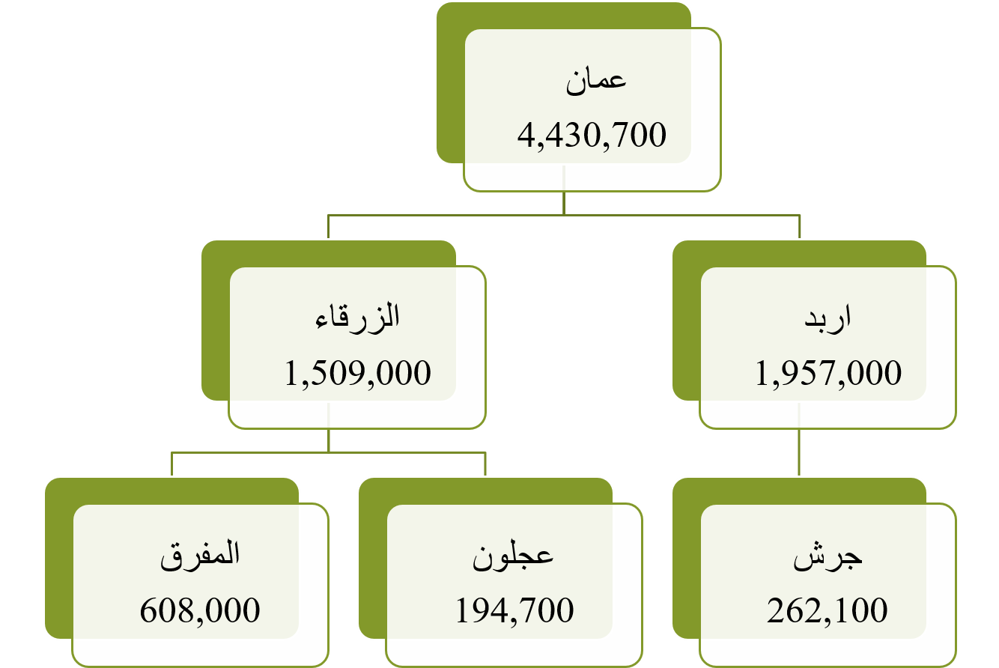 عمان
4,430,700
اربد
1,957,000
الزرقاء
1,509,000
جرش
262,100
عجلون
194,700
المفرق
608,000